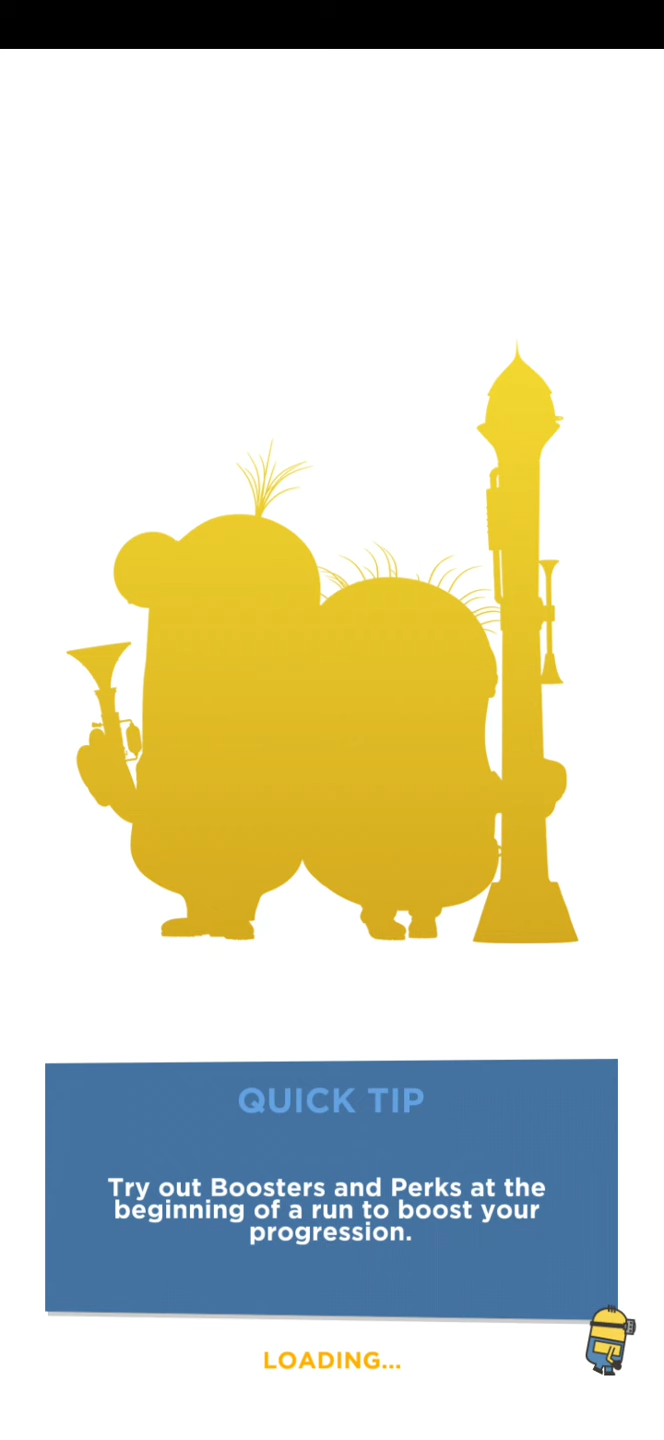 QUICK TIP
Try out Boosters and Perks at the
beginning of a run to boost your
progression.
LOADING...